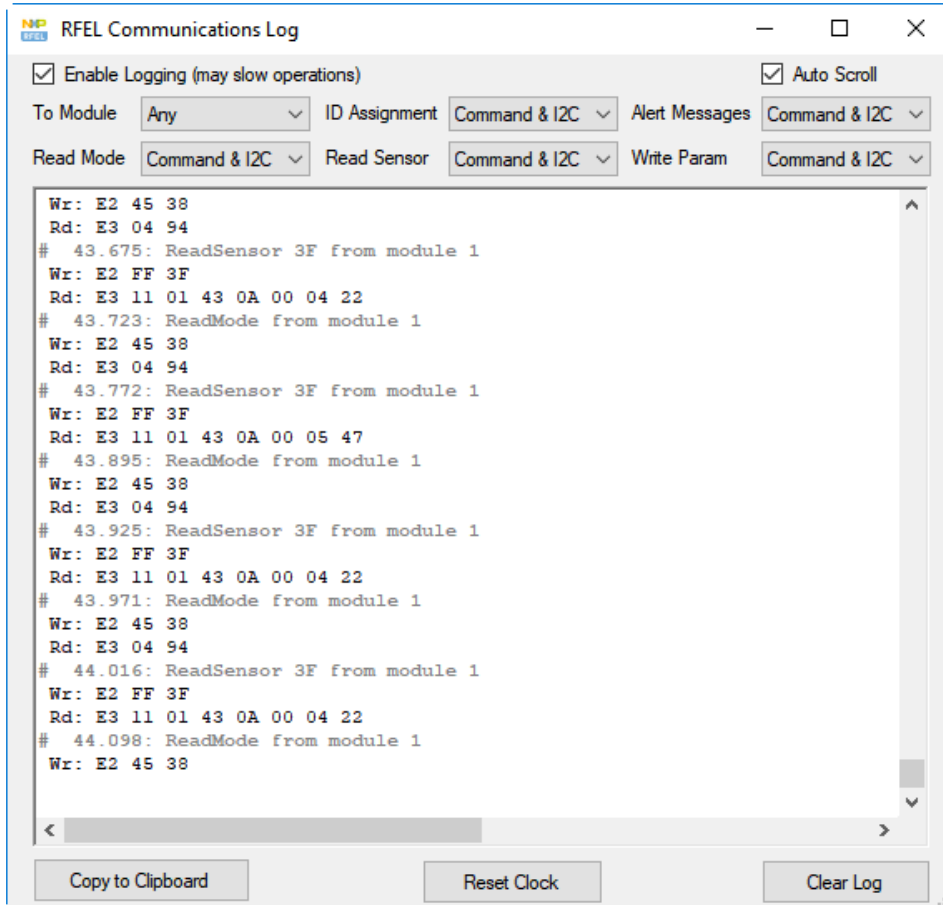 NXP
RFEL
RFEL Communications Log
Enable Logging (may slow operations) Auto Scroll
To Module Any ID Assignment Command & I2C Alert Messages Command & I2C
Read Mode Command & I2C Read Sensor Command & I2C Write Param Command & I2C
Wr: E2 45 38
Rd: E3 04 94
# 43.675: ReadSensor 3F from module 1
Wr: E2 FF 3F
Rd: E3 11 01 43 0A 00 04 22
# 43.723: ReadMode from module 1
Wr: E2 45 38
Rd: E3 04 94
# 43.772: ReadSensor 3F from module 1
Wr: E2 FF 3F
Rd: E3 11 01 43 0A 00 05 47
# 43.895: ReadMode from module 1
Wr: E2 45 38
Rd: E3 04 94
# 43.925: ReadSensor 3F from module 1
Wr: E2 FF 3F
Rd: E3 11 01 43 0A 00 04 22
# 43.971: ReadMode from module 1
Wr: E2 45 38
Rd: E3 04 94
# 44.016: ReadSensor 3F from module 1
Wr: E2 FF 3F
Rd: E3 11 01 43 0A 00 04 22
# 44.098: ReadMode from module 1
Wr: E2 45 38
Copy to Clipboard Reset Clock Clear Log